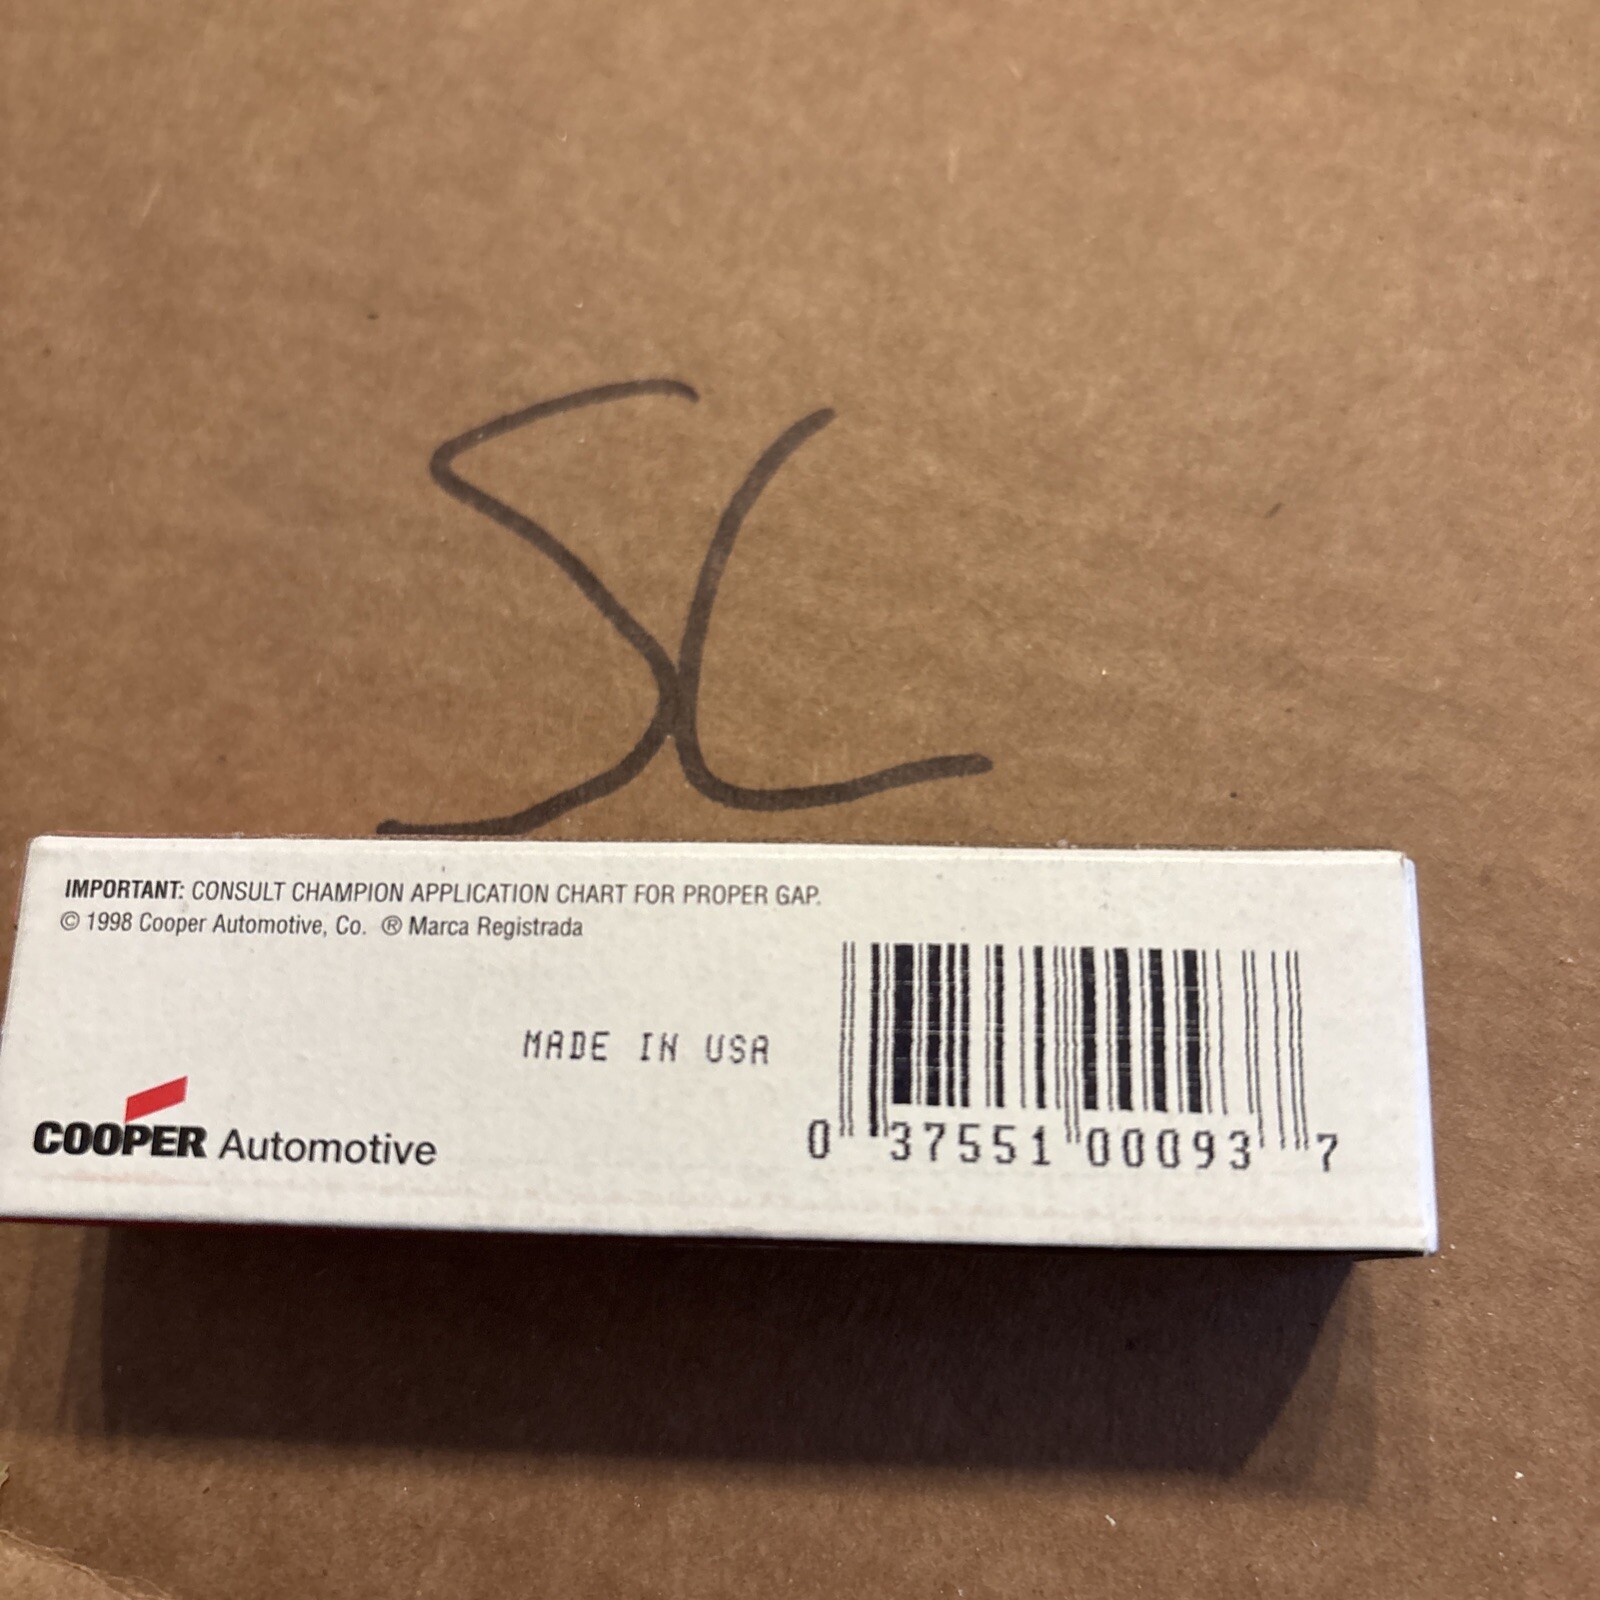 SL
IMPORTANT: CONSULT CHAMPION APPLICATION CHART FOR PROPER GAP.
© 1998 Cooper Automotive, Co. ® Marca Registrada
MADE IN USA
COOPER Automotive
0 37551 00093 7